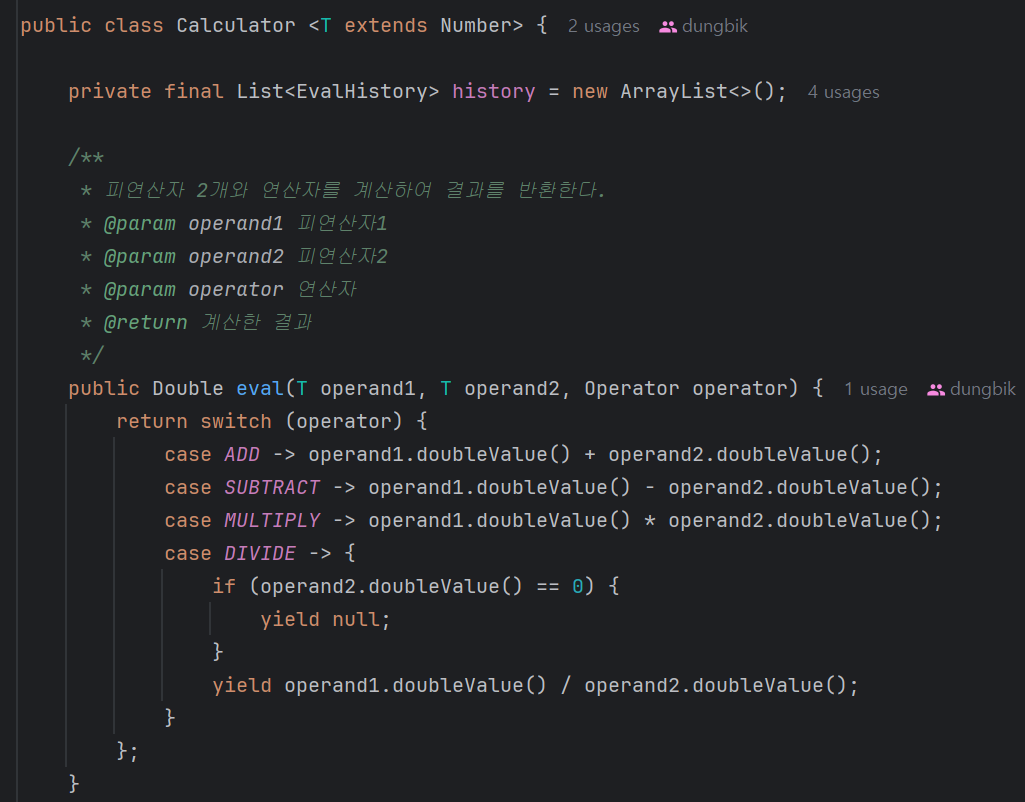 public class Calculator <T extends Number> { 2 usages dungbik
private final List<EvalHistory> history = new ArrayList<>(); 4 usages
/**
* 피연산자 2개와 연산자를 계산하여 결과를 반환한다.
* @param operand1 피연산자1
* @param operand2 피연산자2
* @param operator 연산자
* @return 계산한 결과
*/
public Double eval(T operand1, T operand2, Operator operator) { 1 usage dungbik
return switch (operator) {
case ADD -> operand1.doubleValue() + operand2.doubleValue();
case SUBTRACT -> operand1.doubleValue() - operand2.doubleValue();
case MULTIPLY -> operand1.doubleValue() * operand2.doubleValue();
case DIVIDE -> {
if (operand2.doubleValue() == 0) {
yield null;
}
yield operand1.doubleValue() / operand2.doubleValue();
}
};
}